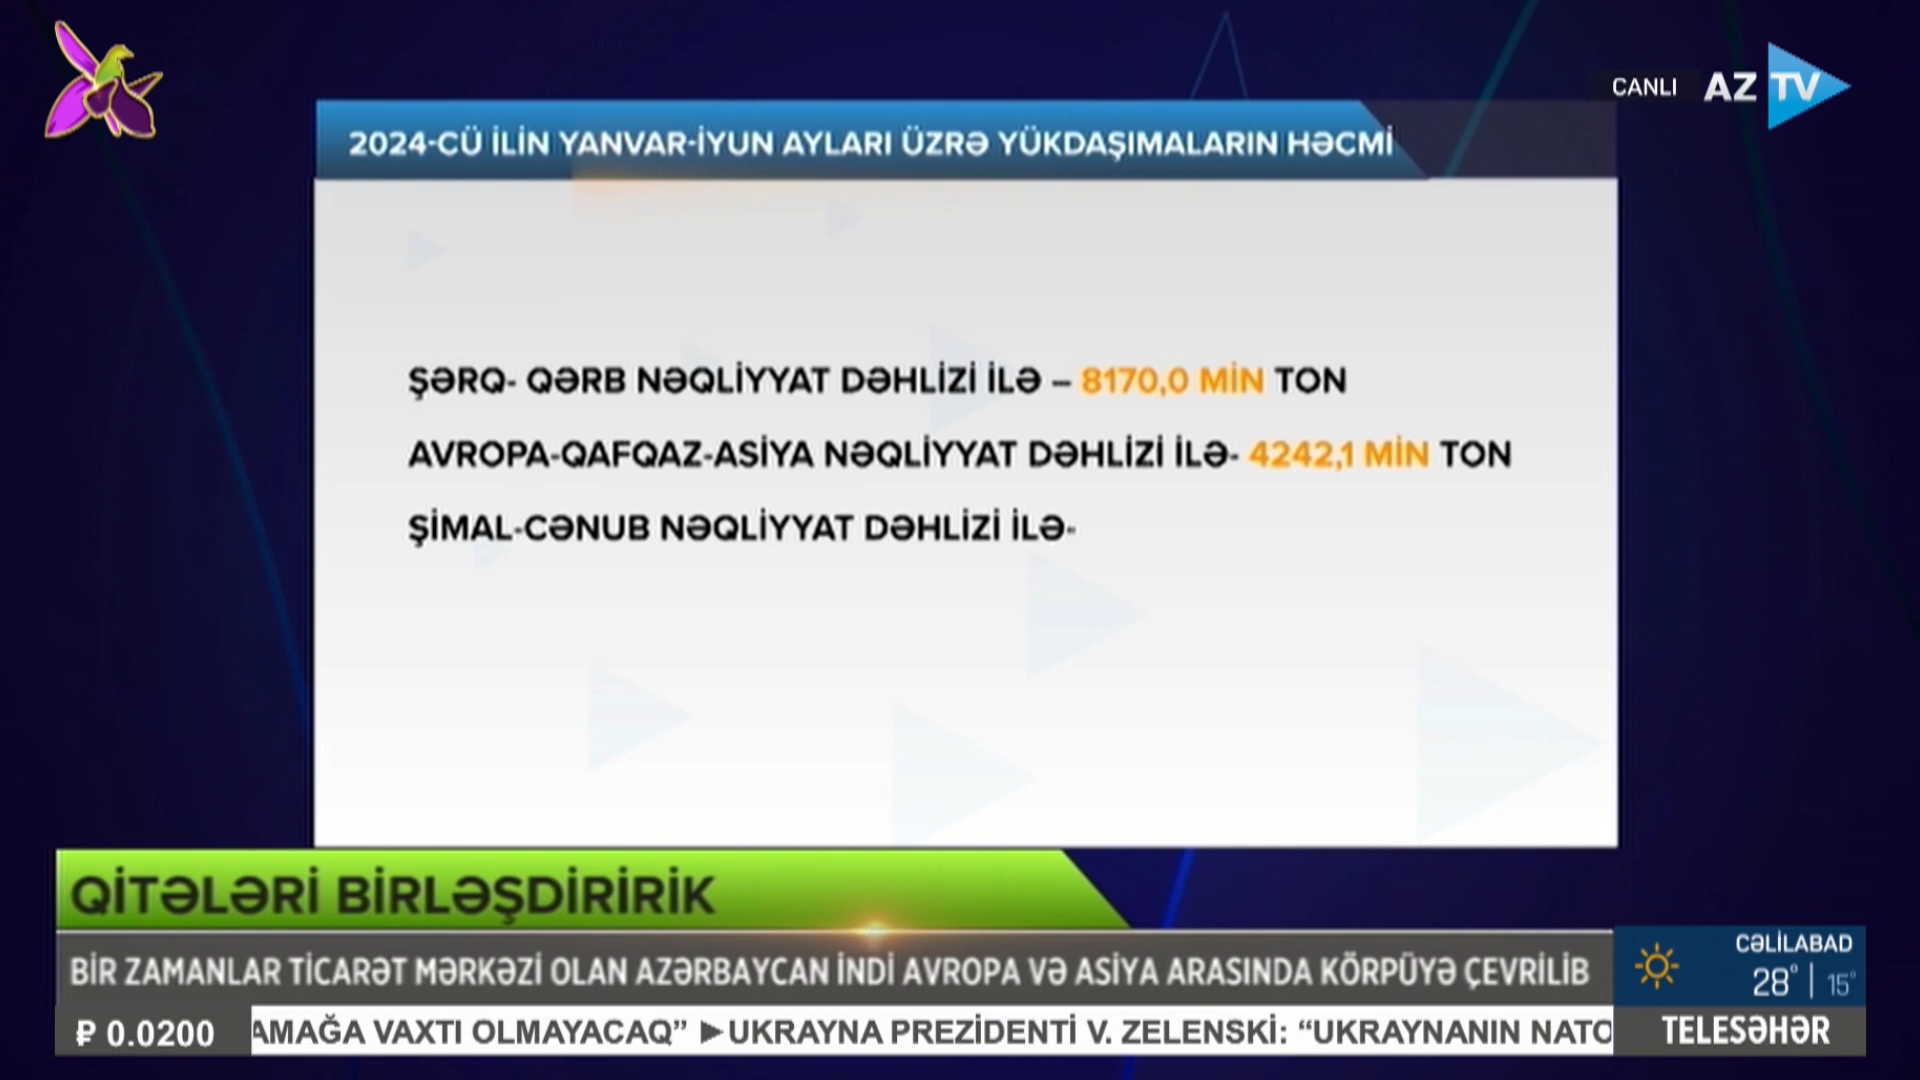 CANLI AZ TV
2024-CÜ İLİN YANVAR-İYUN AYLARI ÜZRƏ YÜKDAŞIMALARIN HƏCMİ
ŞƏRQ- QƏRB NƏQLİYYAT DƏHLİZİ İLƏ – 8170,0 MİN TON
AVROPA-QAFQAZ-ASİYA NƏQLİYYAT DƏHLİZİ İLƏ- 4242,1 MİN TON
ŞİMAL-CƏNUB NƏQLİYYAT DƏHLİZİ İLƏ-
QİTƏLƏRİ BİRLƏŞDİRİRİK
BİR ZAMANLAR TİCARƏT MƏRKƏZİ OLAN AZƏRBAYCAN İNDİ AVROPA VƏ ASİYA ARASINDA KÖRPÜYƏ ÇEVRİLİB
CƏLİLABAD
28° | 15°
₽ 0.0200
AMAĞA VAXTI OLMAYACAQ” ▶UKRAYNA PREZİDENTİ V. ZELENSKİ: “UKRAYNANIN NATO
TELESƏHƏR